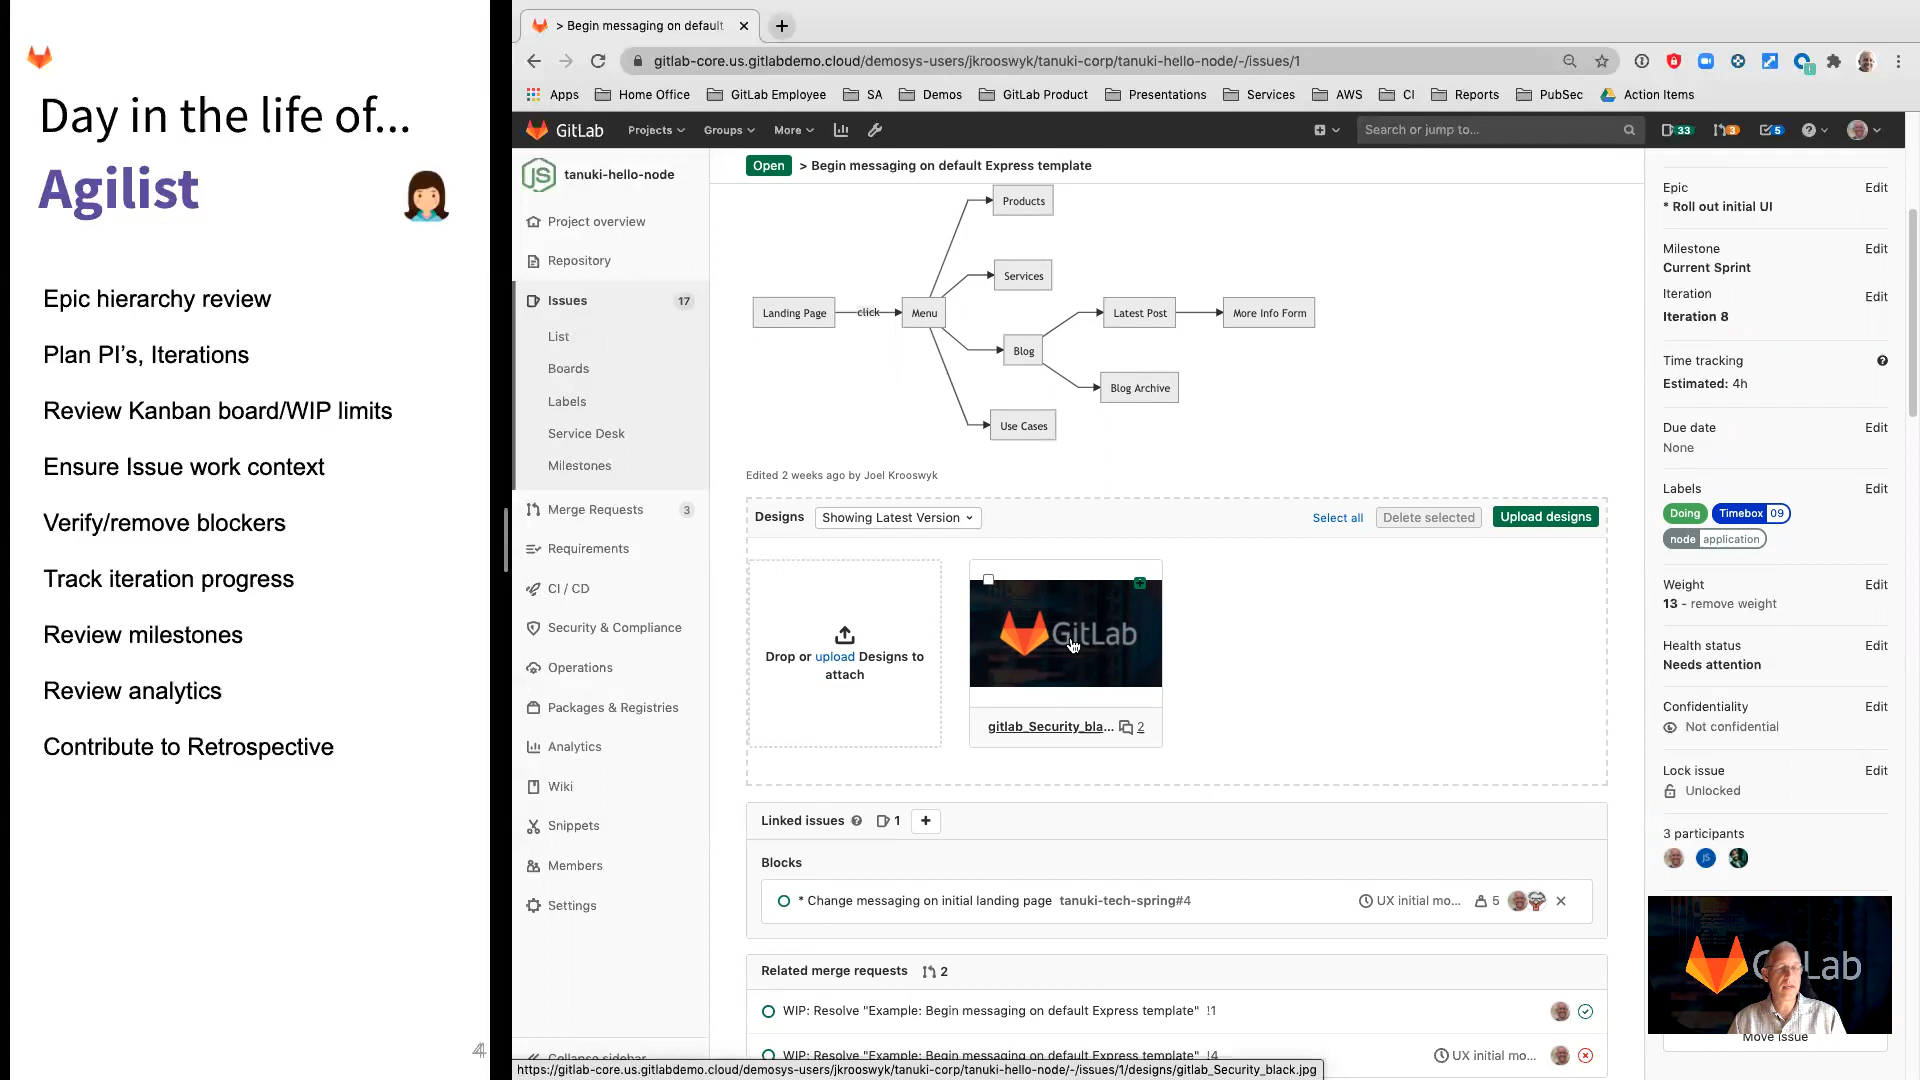 Day in the life of...
Agilist
Epic hierarchy review
Plan PI's, Iterations
Review Kanban board/WIP limits
Ensure Issue work context
Verify/remove blockers
Track iteration progress
Review milestones
Review analytics
Contribute to Retrospective
4
> Begin messaging on default
gitlab-core.us.gitlabdemo.cloud/demosys-users/jkrooswyk/tanuki-corp/tanuki-hello-node/-/issues/1
Apps Home Office GitLab Employee SA Demos GitLab Product Presentations Services AWS CI Reports PubSec Action Items
GitLab Projects Groups More Search or jump to... 33 3 5
tanuki-hello-node
Project overview
Repository
Issues 17
List
Boards
Labels
Service Desk
Milestones
Merge Requests 3
Requirements
CI / CD
Security & Compliance
Operations
Packages & Registries
Analytics
Wiki
Snippets
Members
Settings
Collapse sidebar
Open > Begin messaging on default Express template
Products
Services
Landing Page click Menu Latest Post More Info Form
Blog
Blog Archive
Use Cases
Edited 2 weeks ago by Joel Krooswyk
Designs Showing Latest Version Select all Delete selected Upload designs
Drop or upload Designs to
attach
GitLab
gitlab_Security_bla... 2
Linked issues 1
Blocks
* Change messaging on initial landing page tanuki-tech-spring#4 UX initial mo... 5
Related merge requests 2
WIP: Resolve "Example: Begin messaging on default Express template" !1
WIP: Resolve "Example: Begin messaging on default Express template" !4 UX initial mo...
https://gitlab-core.us.gitlabdemo.cloud/demosys-users/jkrooswyk/tanuki-corp/tanuki-hello-node/-/issues/1/designs/gitlab_Security_black.jpg
Epic Edit
* Roll out initial UI
Milestone Edit
Current Sprint
Iteration Edit
Iteration 8
Time tracking
Estimated: 4h
Due date Edit
None
Labels Edit
Doing Timebox 09
node application
Weight Edit
13 - remove weight
Health status Edit
Needs attention
Confidentiality Edit
Not confidential
Lock issue Edit
Unlocked
3 participants
JS
Move issue